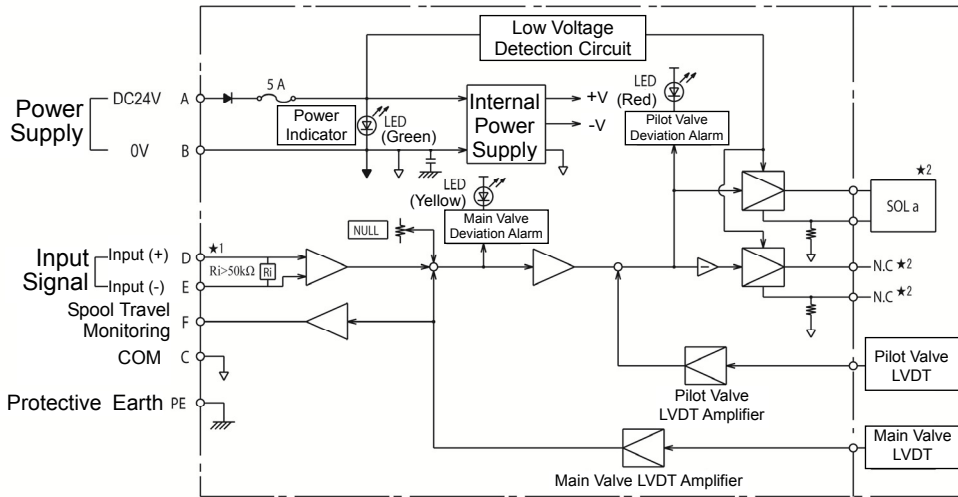 Low Voltage
Detection Circuit
Power
Supply
DC24V
A
5 A
0V
B
Power
Indicator
LED
(Green)
Internal
Power
Supply
+V
-V
LED
(Red)
Pilot Valve
Deviation Alarm
LED
(Yellow)
Main Valve
Deviation Alarm
NULL
★2
SOL a
Input
Signal
Input (+)
D
★1
Ri>50kΩ
Ri
Input (-)
E
N.C ★2
N.C ★2
Spool Travel
Monitoring
F
COM
C
Protective Earth
PE
Pilot Valve
LVDT Amplifier
Pilot Valve
LVDT
Main Valve LVDT Amplifier
Main Valve
LVDT